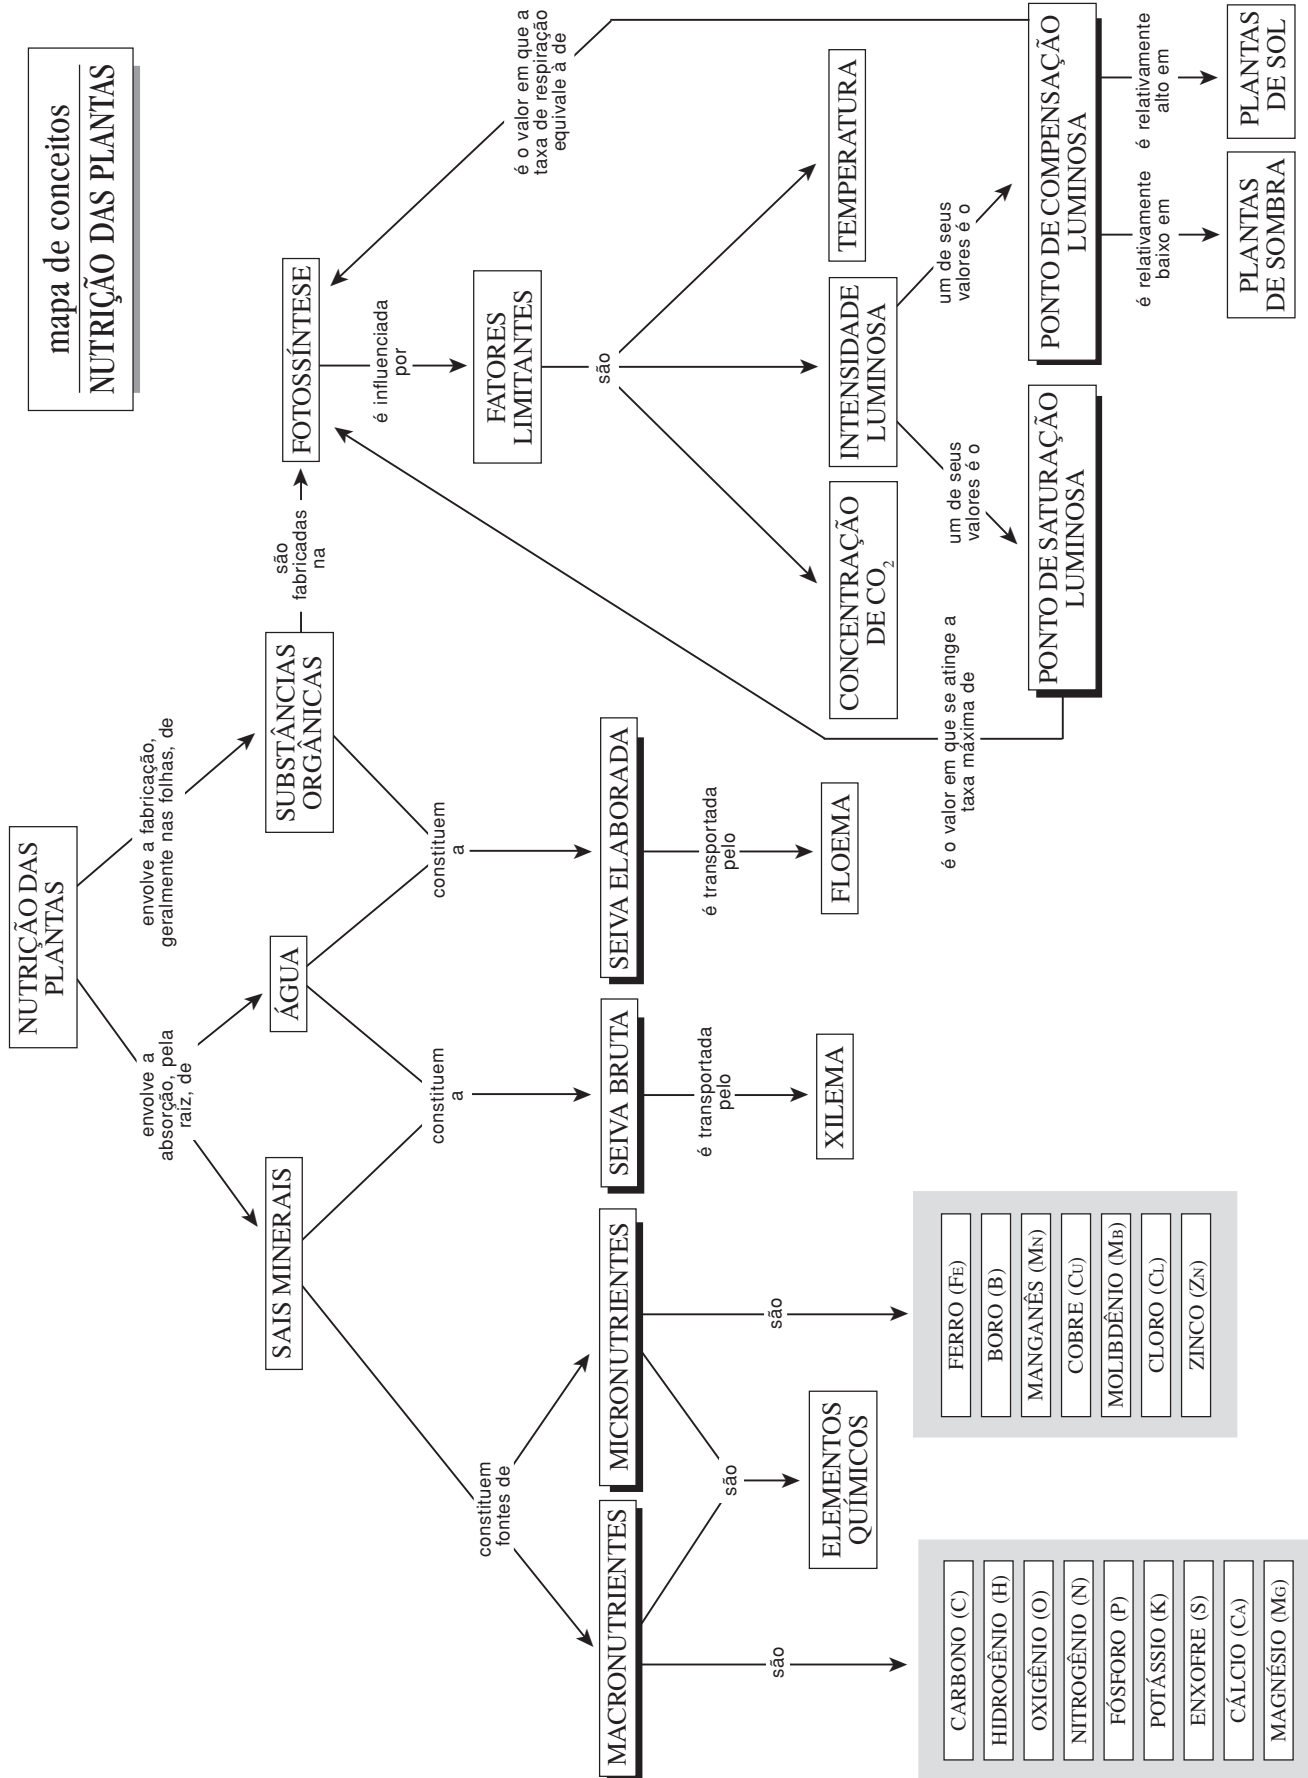 mapa de conceitos
NUTRIÇÃO DAS PLANTAS
NUTRIÇÃO DAS
PLANTAS
envolve a
absorção, pela
raiz, de
envolve a fabricação,
geralmente nas folhas, de
SAIS MINERAIS
ÁGUA
SUBSTÂNCIAS
ORGÂNICAS
são
fabricadas
na
FOTOSSÍNTESE
constituem
fontes de
constituem
a
constituem
a
é influenciada
por
FATORES
LIMITANTES
são
é o valor em que a
taxa de respiração
equivale à de
MACRONUTRIENTES
MICRONUTRIENTES
SEIVA BRUTA
SEIVA ELABORADA
são
são
são
é transportada
pelo
é transportada
pelo
ELEMENTOS
QUÍMICOS
XILEMA
FLOEMA
CONCENTRAÇÃO
DE CO₂
INTENSIDADE
LUMINOSA
TEMPERATURA
um de seus
valores é o
um de seus
valores é o
é o valor em que se atinge a
taxa máxima de
PONTO DE SATURAÇÃO
LUMINOSA
PONTO DE COMPENSAÇÃO
LUMINOSA
é relativamente
baixo em
é relativamente
alto em
PLANTAS
DE SOMBRA
PLANTAS
DE SOL
CARBONO (C)
HIDROGÊNIO (H)
OXIGÊNIO (O)
NITROGÊNIO (N)
FÓSFORO (P)
POTÁSSIO (K)
ENXOFRE (S)
CÁLCIO (CA)
MAGNÉSIO (MG)
FERRO (FE)
BORO (B)
MANGANÊS (MN)
COBRE (CU)
MOLIBDÊNIO (MB)
CLORO (CL)
ZINCO (ZN)